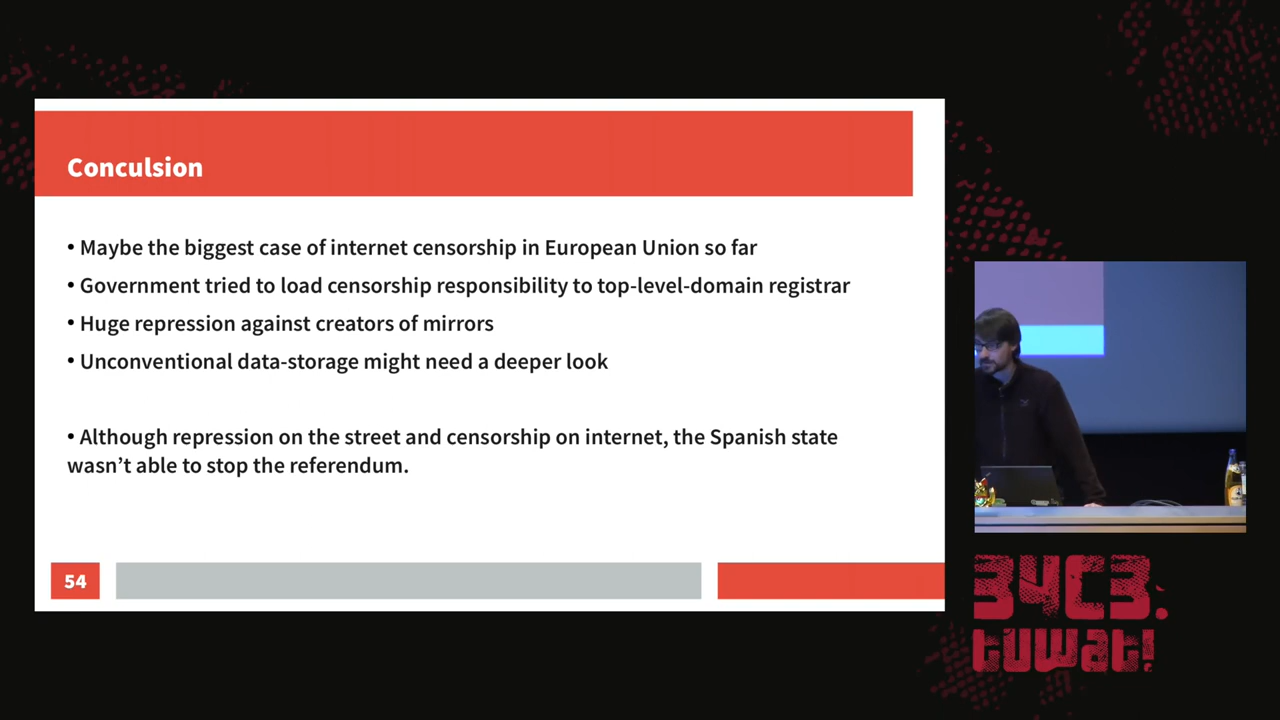 Conculsion
• Maybe the biggest case of internet censorship in European Union so far
• Government tried to load censorship responsibility to top-level-domain registrar
• Huge repression against creators of mirrors
• Unconventional data-storage might need a deeper look
• Although repression on the street and censorship on internet, the Spanish state
wasn’t able to stop the referendum.
54
34C3.
tuwat!